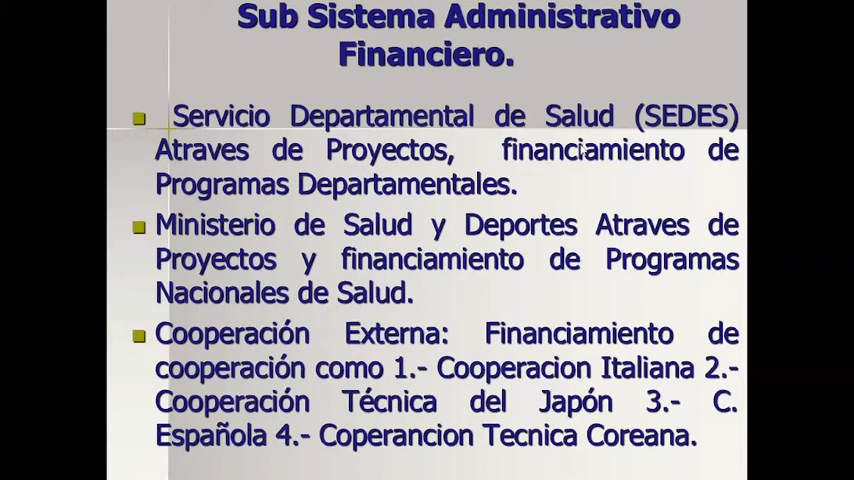 Sub Sistema Administrativo
Financiero.
Servicio Departamental de Salud (SEDES)
Atraves de Proyectos, financiamiento de
Programas Departamentales.
Ministerio de Salud y Deportes Atraves de
Proyectos y financiamiento de Programas
Nacionales de Salud.
Cooperación Externa: Financiamiento de
cooperación como 1.- Cooperacion Italiana 2.-
Cooperación Técnica del Japón 3.- C.
Española 4.- Coperancion Tecnica Coreana.